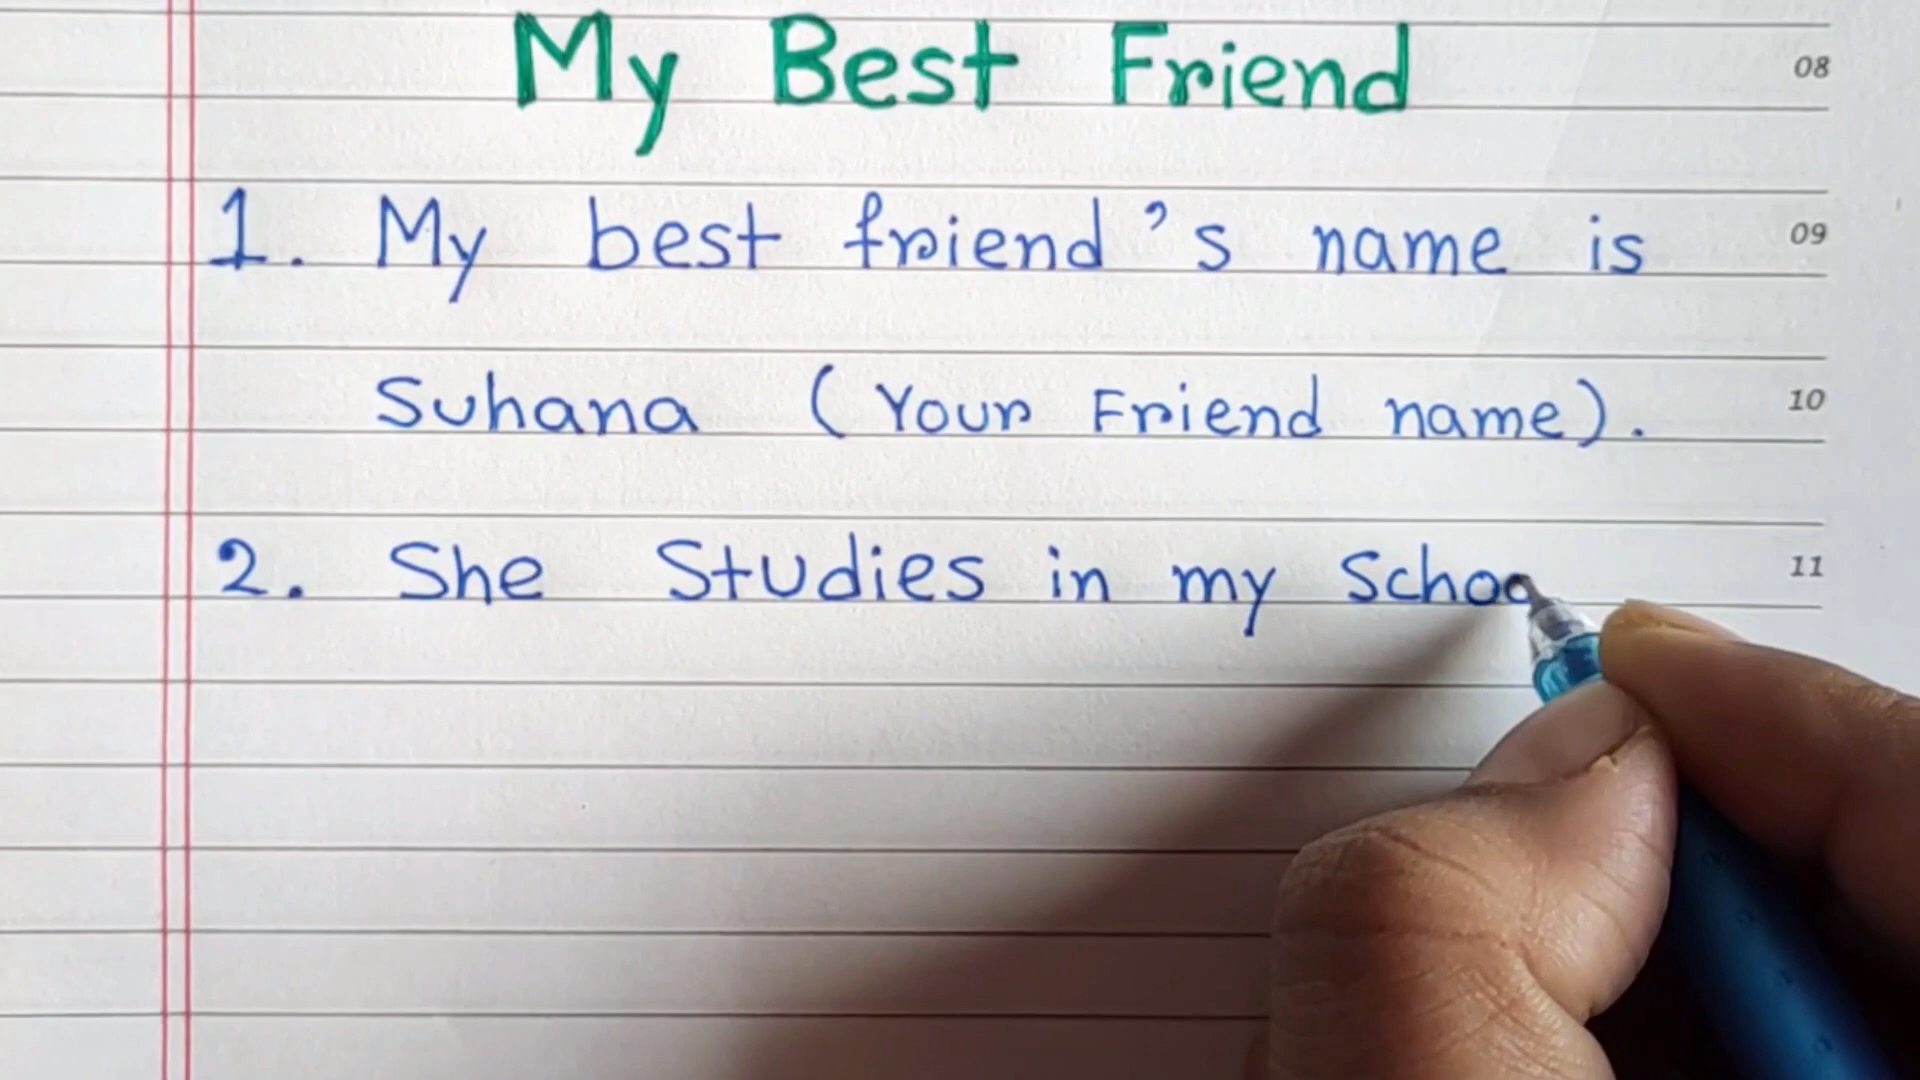 My Best Friend
08
1. My best friend's name is
09
Suhana (Your Friend name).
10
2. She Studies in my Schoo
11